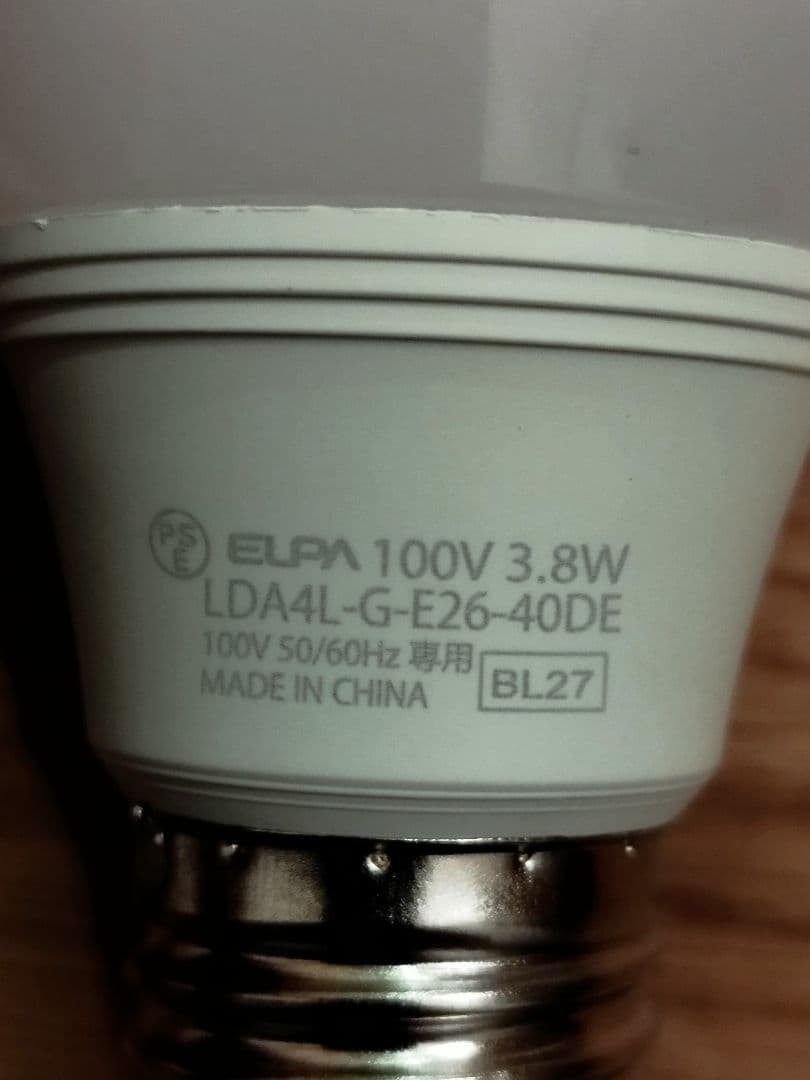 PSE ELPA 100V 3.8W
LDA4L-G-E26-40DE
100V 50/60Hz 専用
MADE IN CHINA BL27